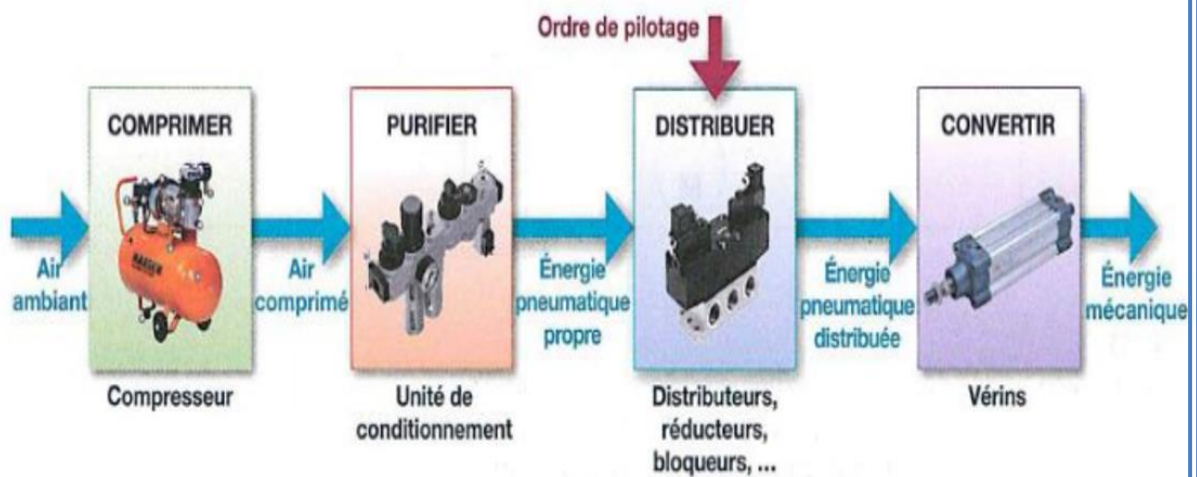 Ordre de pilotage
COMPRIMER
PURIFIER
DISTRIBUER
CONVERTIR
Air
ambiant
Air
comprimé
Énergie
pneumatique
propre
Énergie
pneumatique
distribuée
Énergie
mécanique
Compresseur
Unité de
conditionnement
Distributeurs,
réducteurs,
bloqueurs, ...
Vérins